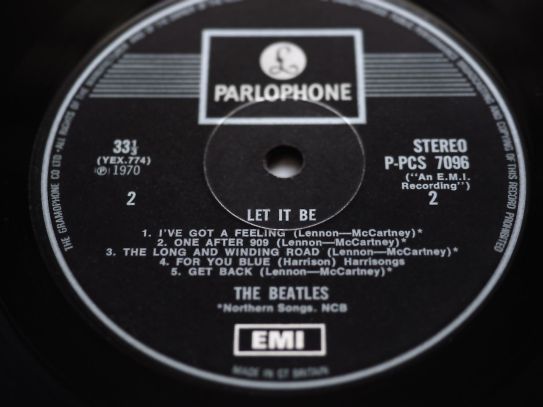 £
PARLOPHONE
33⅓
(YEX.774)
Ⓟ 1970
2
STEREO
P-PCS 7096
("An E.M.I.
Recording")
2
LET IT BE
1. I'VE GOT A FEELING (Lennon—McCartney)*
2. ONE AFTER 909 (Lennon—McCartney)*
3. THE LONG AND WINDING ROAD (Lennon—McCartney)*
4. FOR YOU BLUE (Harrison) Harrisongs
5. GET BACK (Lennon—McCartney)*
THE BEATLES
*Northern Songs. NCB
EMI
MADE IN GT BRITAIN
THE GRAMOPHONE CO LTD · ALL RIGHTS OF THE
COPYING OF THIS RECORD PROHIBITED